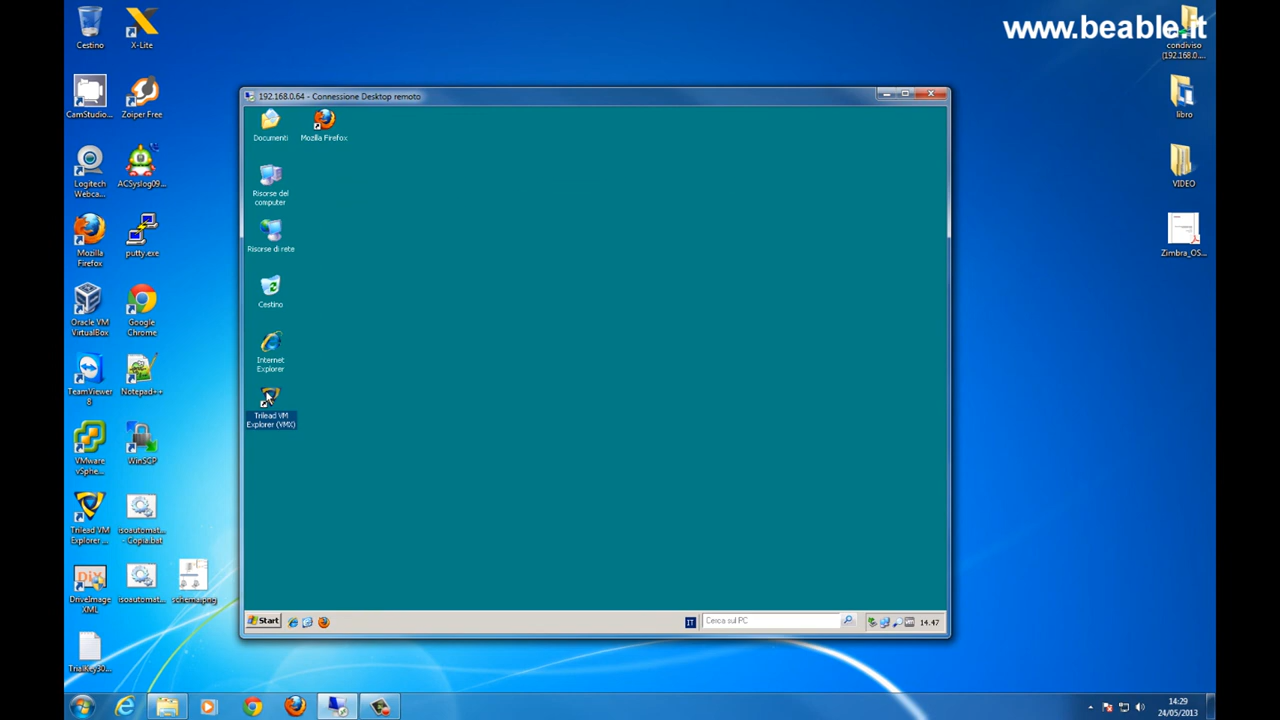 www.beable.it
Cestino
X-Lite
condiviso
(192.168.0....
CamStudio...
Zoiper Free
libro
Logitech
Webca...
ACSyslog09...
VIDEO
Mozilla
Firefox
putty.exe
Zimbra_OS...
Oracle VM
VirtualBox
Google
Chrome
TeamViewer
8
Notepad++
VMware
vSphe...
WinSCP
Trilead VM
Explorer ...
isoautomat...
- Copia.bat
DriveImage
XML
isoautomat...
schema.png
TrialKey30...
192.168.0.64 - Connessione Desktop remoto
Documenti
Mozilla Firefox
Risorse del
computer
Risorse di rete
Cestino
Internet
Explorer
Trilead VM
Explorer (VMX)
Start
IT
Cerca sul PC
14.47
14:29
24/05/2013